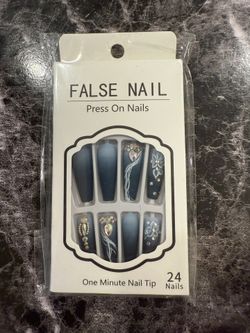 FALSE NAIL
Press On Nails
One Minute Nail Tip
24
Nails